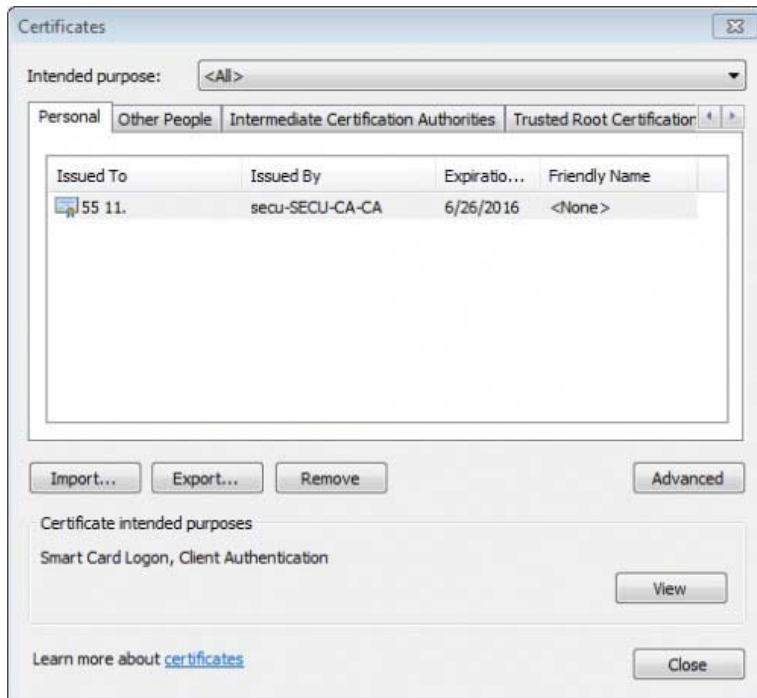 Certificates
Intended purpose: <All>
Personal Other People Intermediate Certification Authorities Trusted Root Certification
Issued To Issued By Expiratio... Friendly Name
55 11. secu-SECU-CA-CA 6/26/2016 <None>
Import... Export... Remove Advanced
Certificate intended purposes
Smart Card Logon, Client Authentication
View
Learn more about certificates
Close